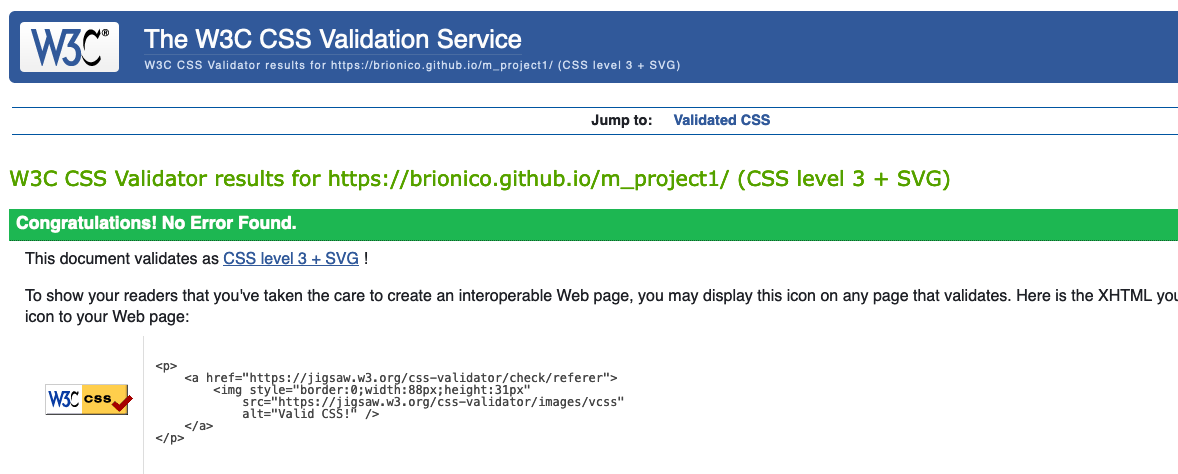 W3C®
The W3C CSS Validation Service
W3C CSS Validator results for https://brionico.github.io/m_project1/ (CSS level 3 + SVG)
Jump to: Validated CSS
W3C CSS Validator results for https://brionico.github.io/m_project1/ (CSS level 3 + SVG)
Congratulations! No Error Found.
This document validates as CSS level 3 + SVG !
To show your readers that you've taken the care to create an interoperable Web page, you may display this icon on any page that validates. Here is the XHTML
icon to your Web page:
<p>
    <a href="https://jigsaw.w3.org/css-validator/check/referer">
        <img style="border:0;width:88px;height:31px"
            src="https://jigsaw.w3.org/css-validator/images/vcss"
            alt="Valid CSS!" />
    </a>
</p>
W3C css